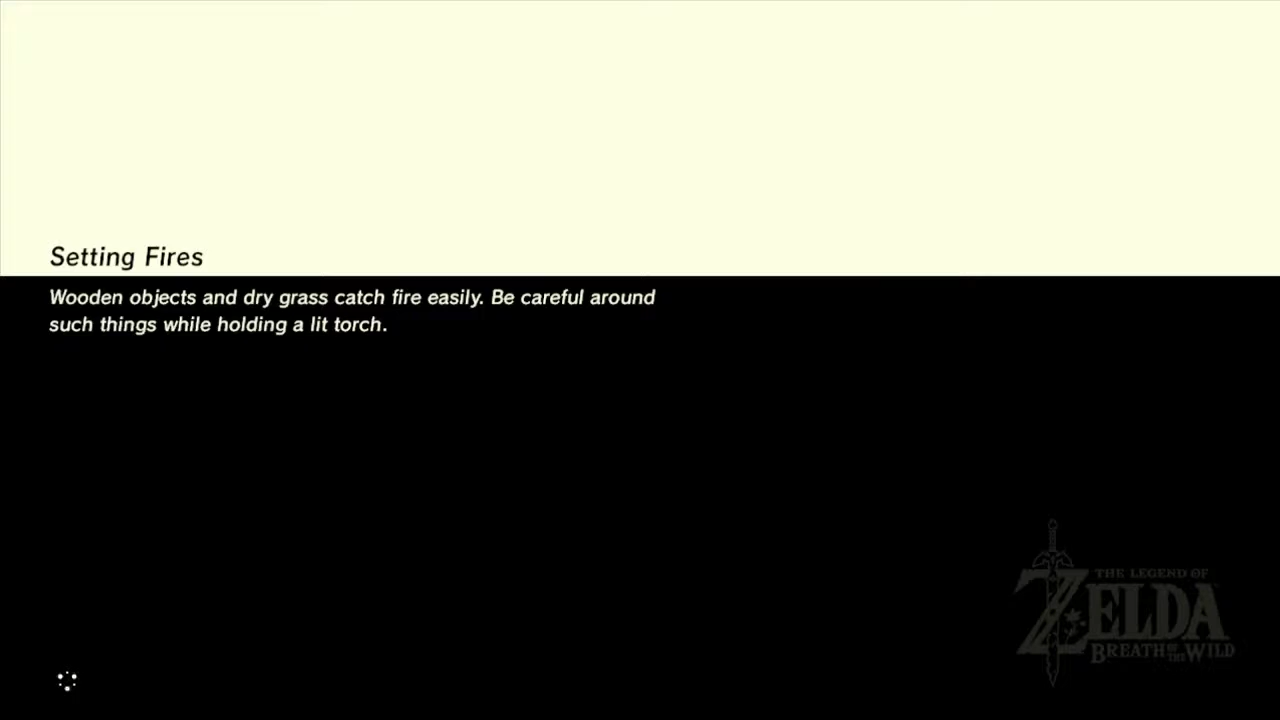 Setting Fires
Wooden objects and dry grass catch fire easily. Be careful around
such things while holding a lit torch.
THE LEGEND OF
ZELDA
BREATH OF THE WILD